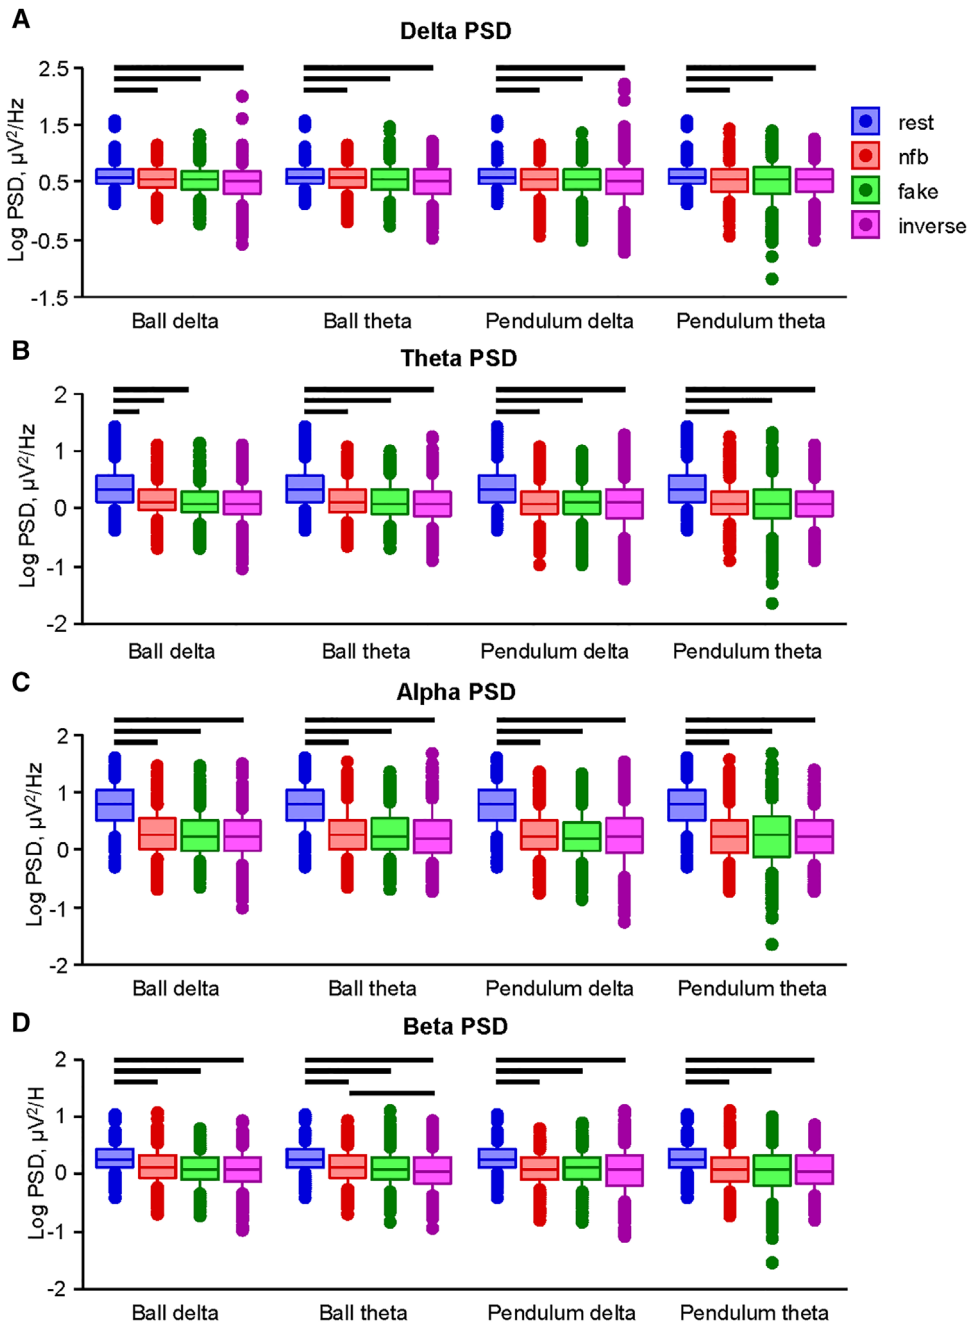 A
Delta PSD
2.5
1.5
0.5
-0.5
-1.5
Log PSD, µV²/Hz
Ball delta
Ball theta
Pendulum delta
Pendulum theta
rest
nfb
fake
inverse
B
Theta PSD
2
1
0
-1
-2
Log PSD, µV²/Hz
Ball delta
Ball theta
Pendulum delta
Pendulum theta
C
Alpha PSD
2
1
0
-1
-2
Log PSD, µV²/Hz
Ball delta
Ball theta
Pendulum delta
Pendulum theta
D
Beta PSD
2
1
0
-1
-2
Log PSD, µV²/H
Ball delta
Ball theta
Pendulum delta
Pendulum theta